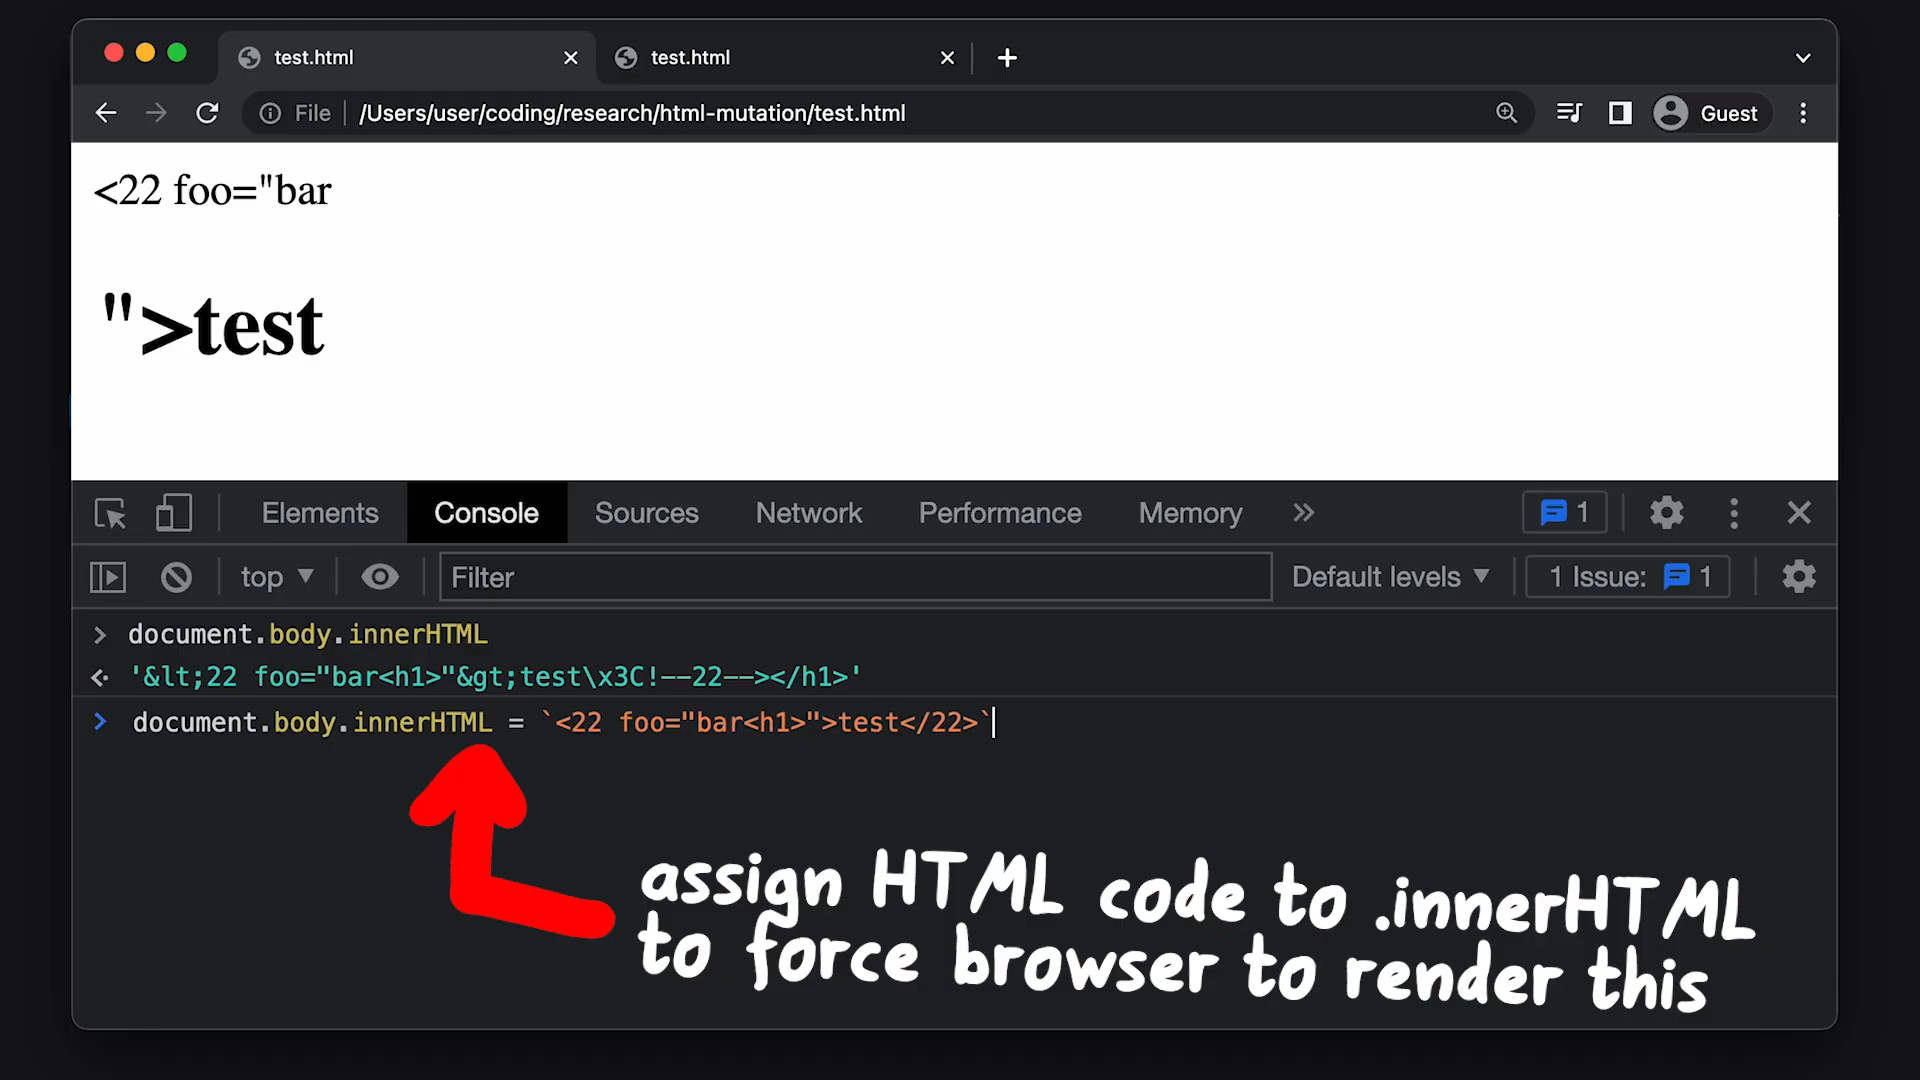 test.html
test.html
File
/Users/user/coding/research/html-mutation/test.html
Guest
<22 foo="bar
">test
Elements
Console
Sources
Network
Performance
Memory
1
top
Filter
Default levels
1 Issue:
1
document.body.innerHTML
'&lt;22 foo="bar<h1>"&gt;test\x3C!--22--></h1>'
document.body.innerHTML = `<22 foo="bar<h1>">test</22>`
assign HTML code to .innerHTML
to force browser to render this